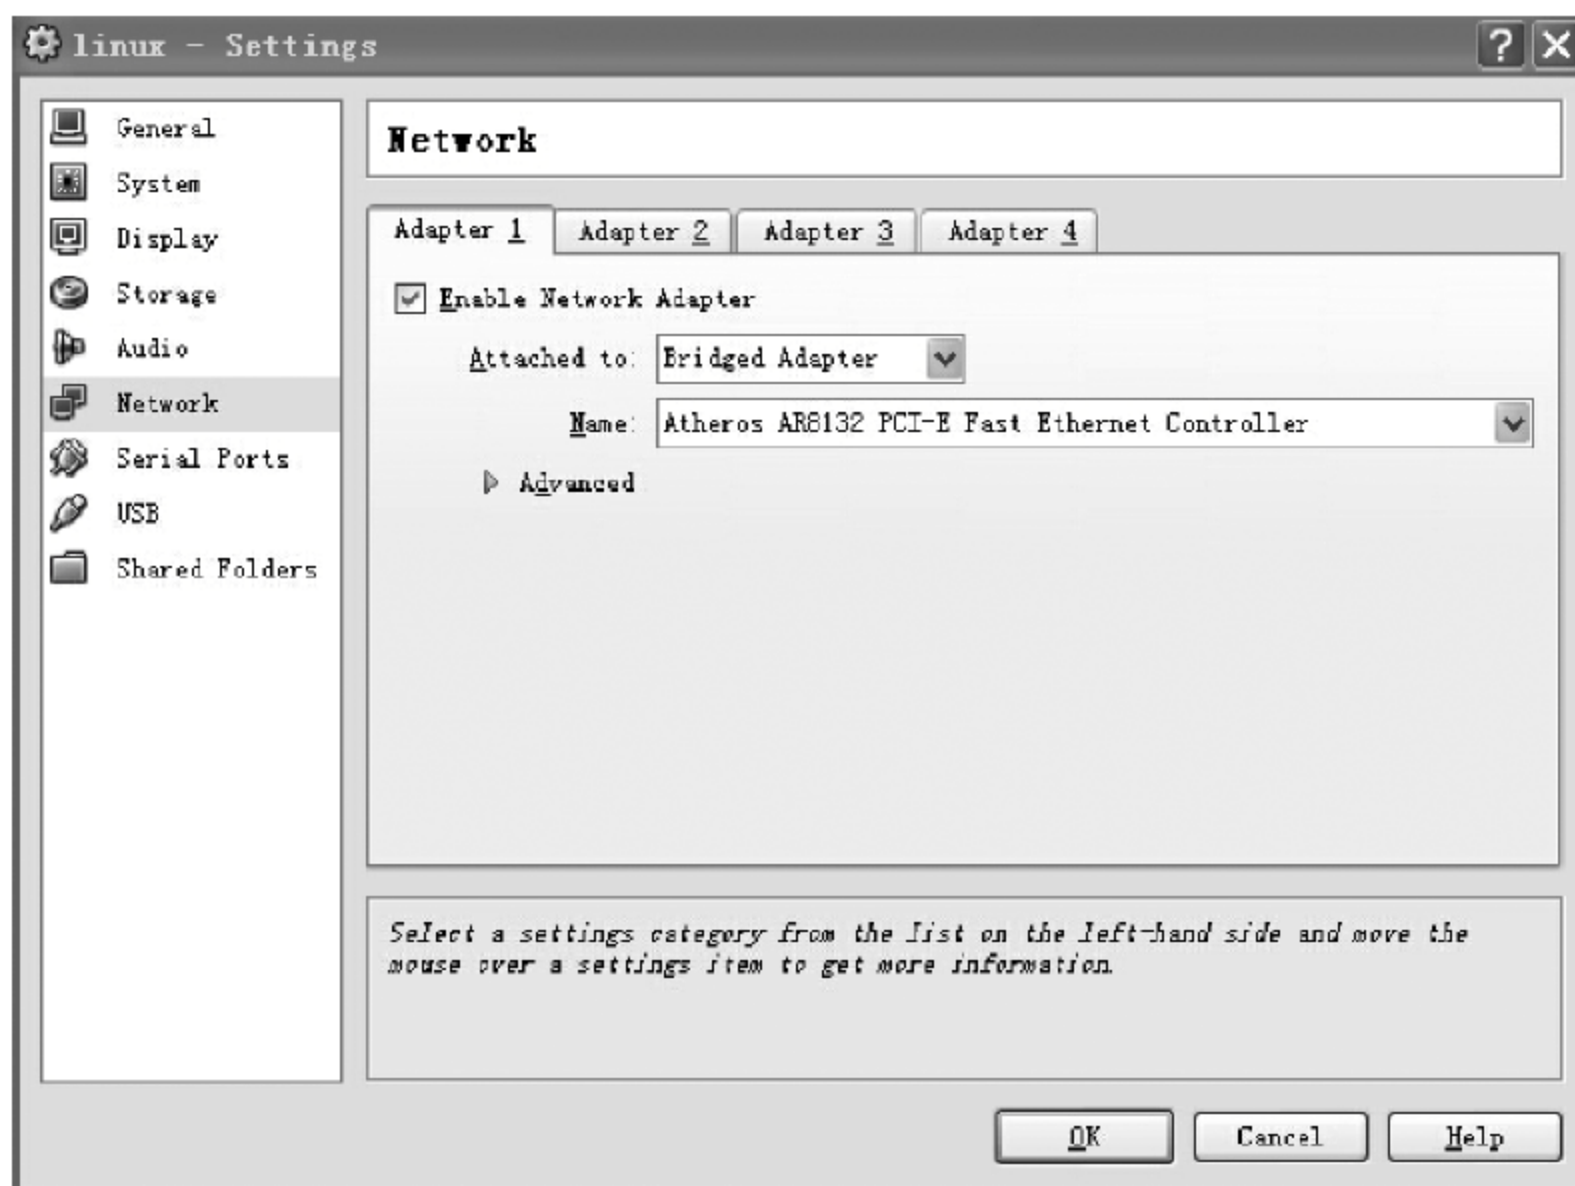 linux - Settings
General
System
Display
Storage
Audio
Network
Serial Ports
USB
Shared Folders
Network
Adapter 1 Adapter 2 Adapter 3 Adapter 4
Enable Network Adapter
Attached to: Bridged Adapter
Name: Atheros AR8132 PCI-E Fast Ethernet Controller
Advanced
Select a settings category from the list on the left-hand side and move the
mouse over a settings item to get more information.
OK Cancel Help